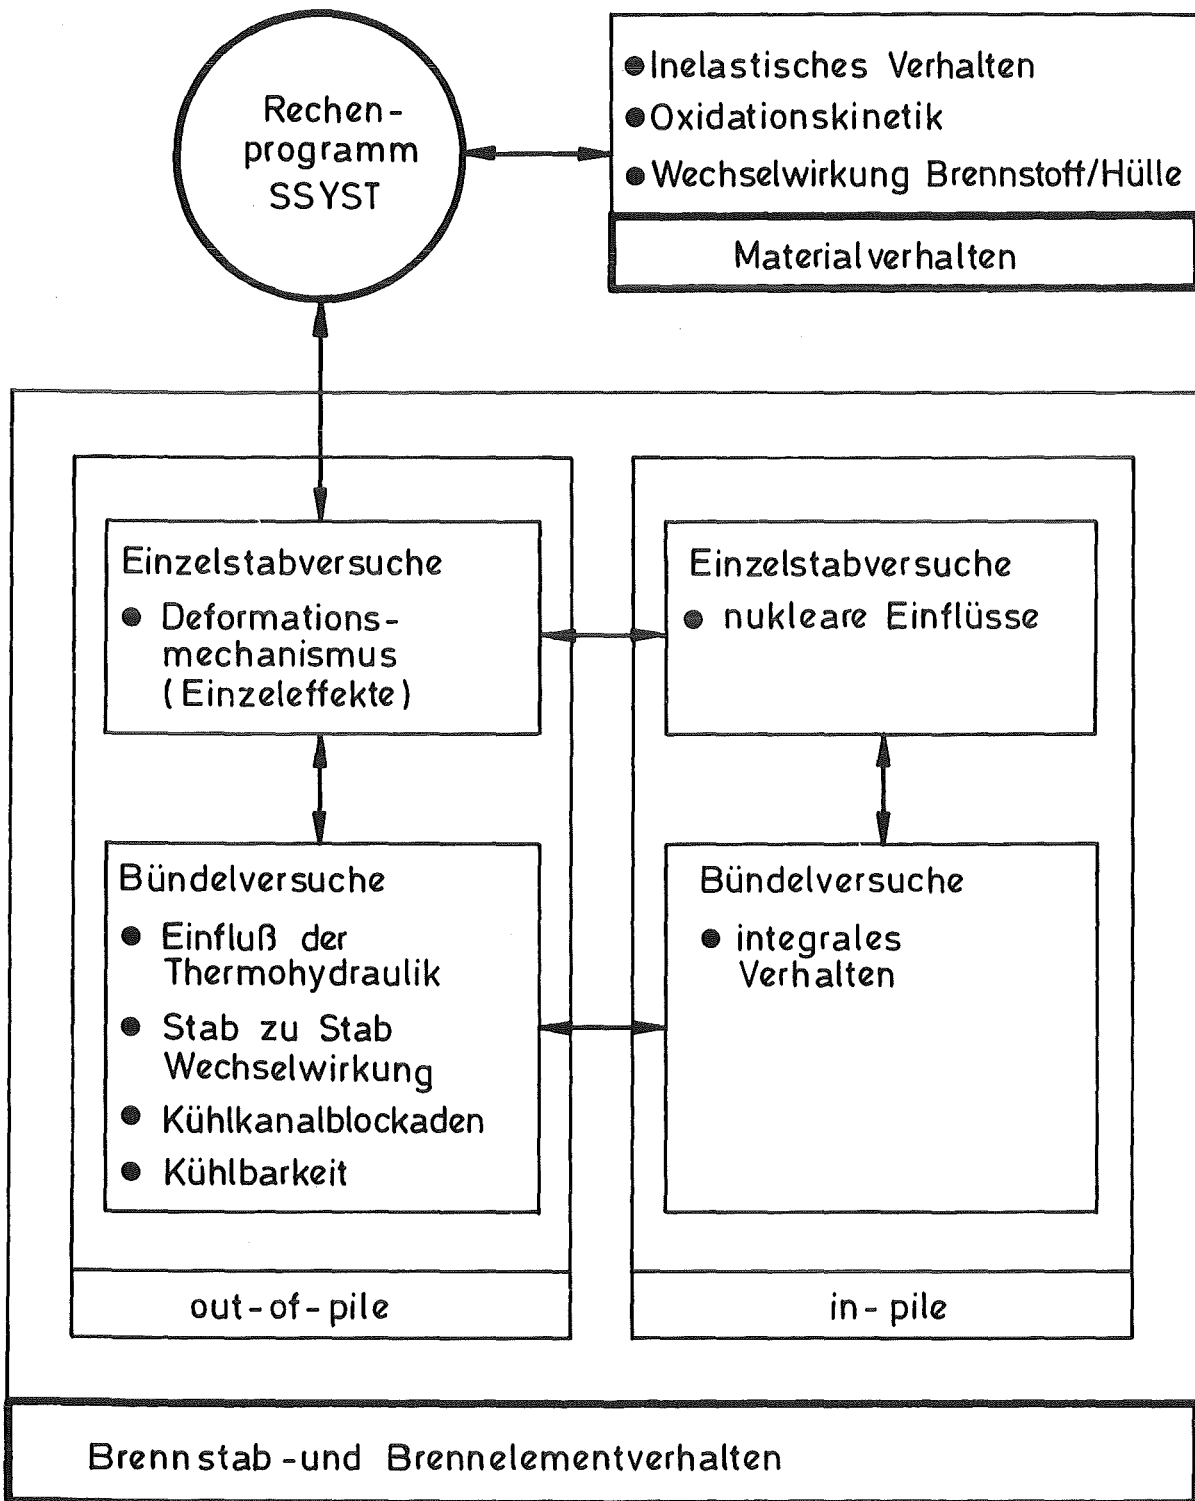 Rechen-
programm
SSYST
● Inelastisches Verhalten
● Oxidationskinetik
● Wechselwirkung Brennstoff/Hülle
Materialverhalten
Einzelstabversuche
● Deformations-
mechanismus
(Einzeleffekte)
Bündelversuche
● Einfluß der
Thermohydraulik
● Stab zu Stab
Wechselwirkung
● Kühlkanalblockaden
● Kühlbarkeit
out-of-pile
Einzelstabversuche
● nukleare Einflüsse
Bündelversuche
● integrales
Verhalten
in-pile
Brennstab-und Brennelementverhalten